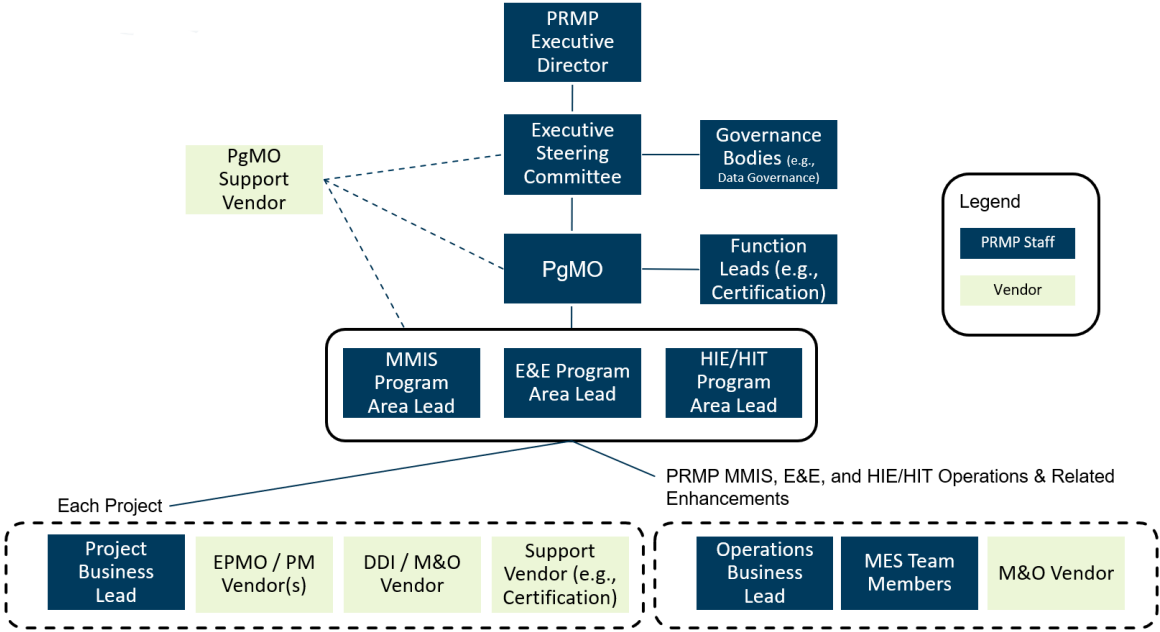 PRMP
Executive
Director
Executive
Steering
Committee
Governance
Bodies (e.g.,
Data Governance)
PgMO
Support
Vendor
Legend
PRMP Staff
Vendor
PgMO
Function
Leads (e.g.,
Certification)
MMIS
Program
Area Lead
E&E Program
Area Lead
HIE/HIT
Program
Area Lead
Each Project
PRMP MMIS, E&E, and HIE/HIT Operations & Related
Enhancements
Project
Business
Lead
EPMO / PM
Vendor(s)
DDI / M&O
Vendor
Support
Vendor (e.g.,
Certification)
Operations
Business
Lead
MES Team
Members
M&O Vendor